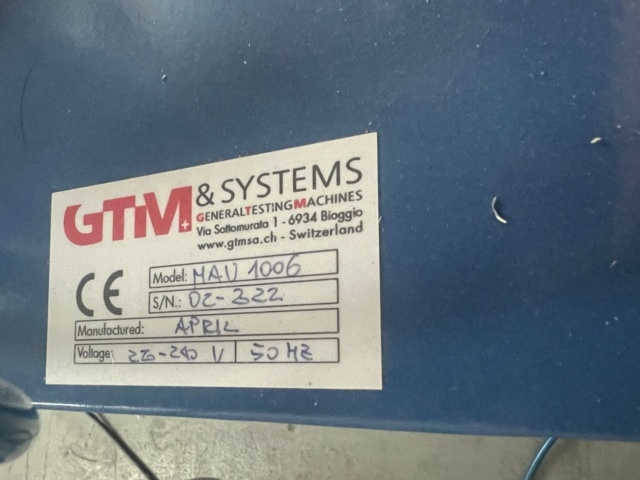 GTM & SYSTEMS
GENERALTESTINGMACHINES
Via Sottomurata 1 - 6934 Bioggio
www.gtmsa.ch - Switzerland
CE
Model: MAV 1006
S/N.: 02-322
Manufactured: APRIL
Voltage: 220-240 V 50 HZ